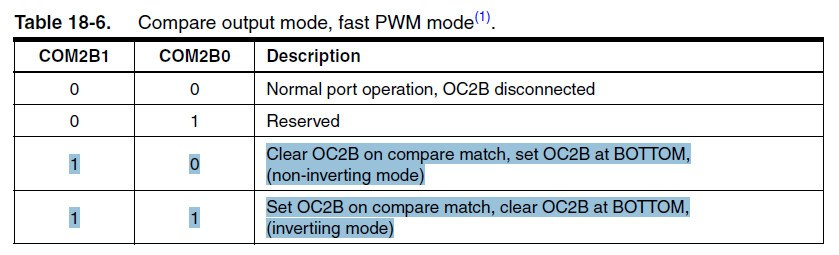 Table 18-6. Compare output mode, fast PWM mode(1).
COM2B1 COM2B0 Description
0 0 Normal port operation, OC2B disconnected
0 1 Reserved
1 0 Clear OC2B on compare match, set OC2B at BOTTOM,
(non-inverting mode)
1 1 Set OC2B on compare match, clear OC2B at BOTTOM,
(invertiing mode)